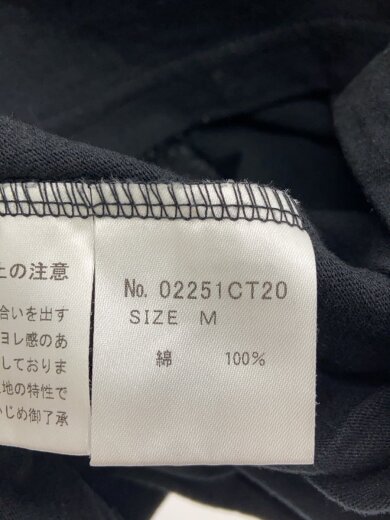 上の注意
合いを出す
ヨレ感のあ
しておりま
地の特性で
かじめ御了承
No. 02251CT20
SIZE M
綿 100%